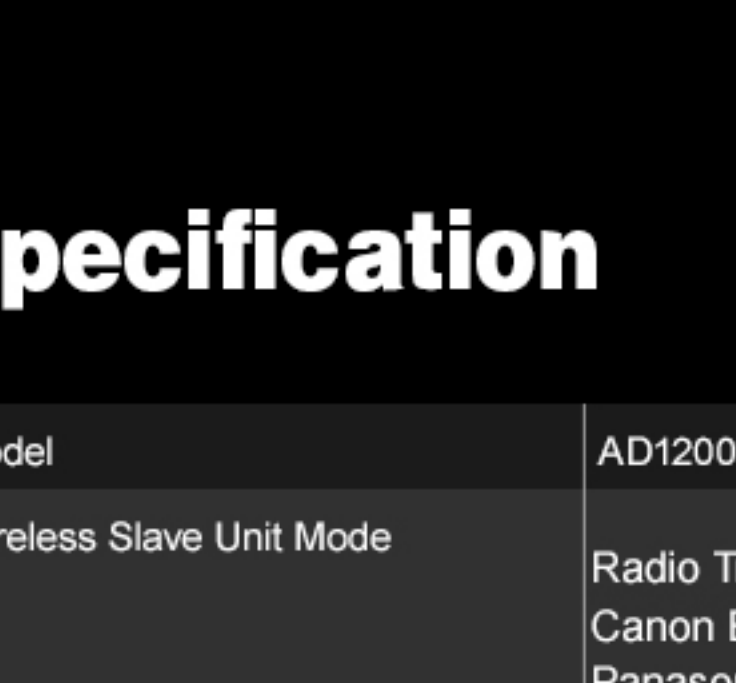 pecification
odel AD1200
reless Slave Unit Mode
Radio T
Canon